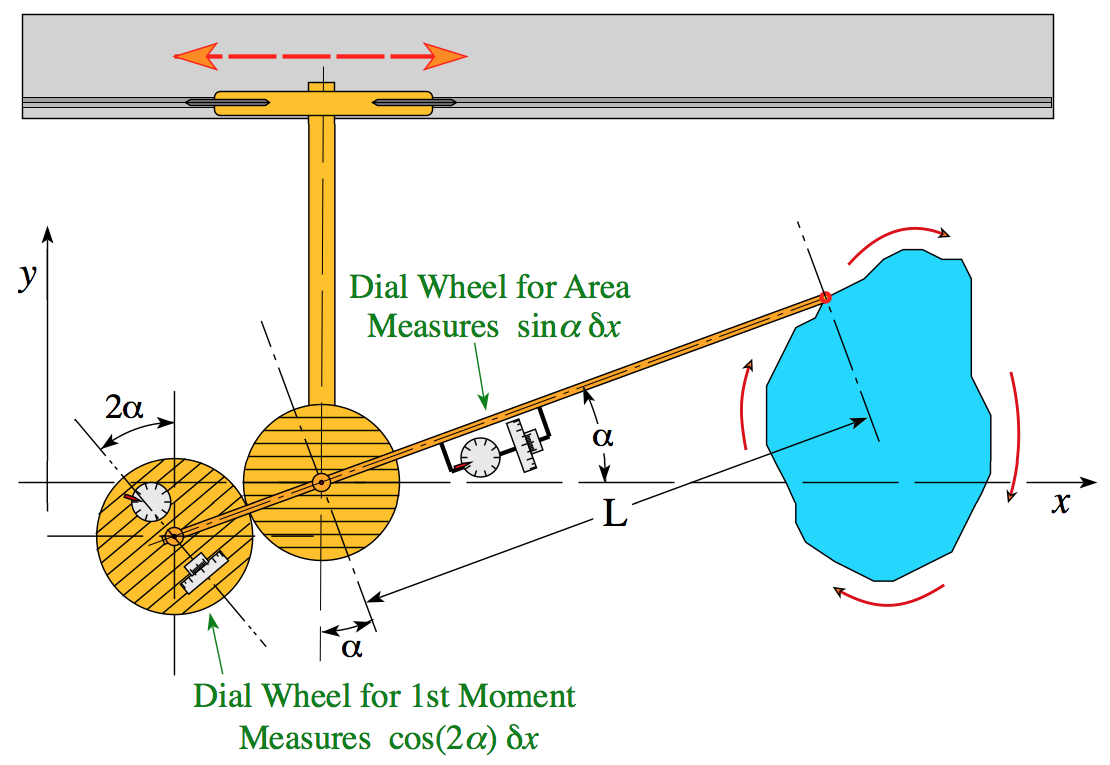 y
Dial Wheel for Area
Measures sinα δx
2α
α
L
x
α
Dial Wheel for 1st Moment
Measures cos(2α) δx